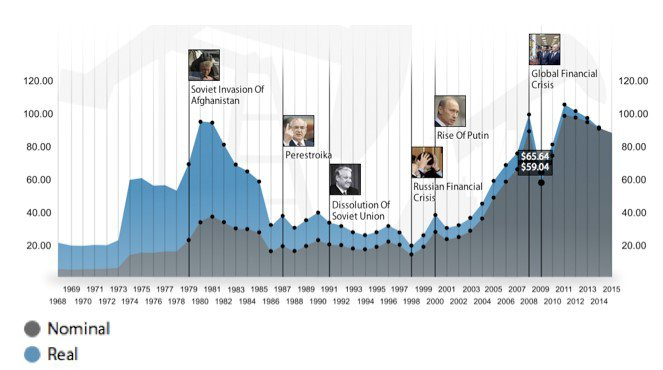 Soviet Invasion Of
Afghanistan
Perestroika
Dissolution Of
Soviet Union
Russian Financial
Crisis
Rise Of Putin
Global Financial
Crisis
$65.64
$59.04
120.00
100.00
80.00
60.00
40.00
20.00
120.00
100.00
80.00
60.00
40.00
20.00
1969 1971 1973 1975 1977 1979 1981 1983 1985 1987 1989 1991 1993 1995 1997 1999 2001 2003 2005 2007 2009 2011 2013 2015
1968 1970 1972 1974 1976 1978 1980 1982 1984 1986 1988 1990 1992 1994 1996 1998 2000 2002 2004 2006 2008 2010 2012 2014
Nominal
Real